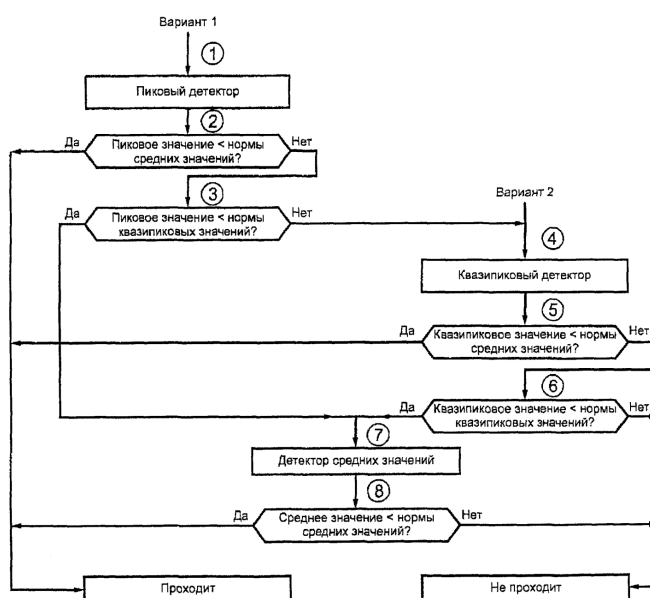 Вариант 1
1
Пиковый детектор
2
Да
Пиковое значение < нормы
средних значений?
Нет
3
Да
Пиковое значение < нормы
квазипиковых значений?
Нет
Вариант 2
4
Квазипиковый детектор
5
Да
Квазипиковое значение < нормы
средних значений?
Нет
6
Да
Квазипиковое значение < нормы
квазипиковых значений?
Нет
7
Детектор средних значений
8
Да
Среднее значение < нормы
средних значений?
Нет
Проходит
Не проходит